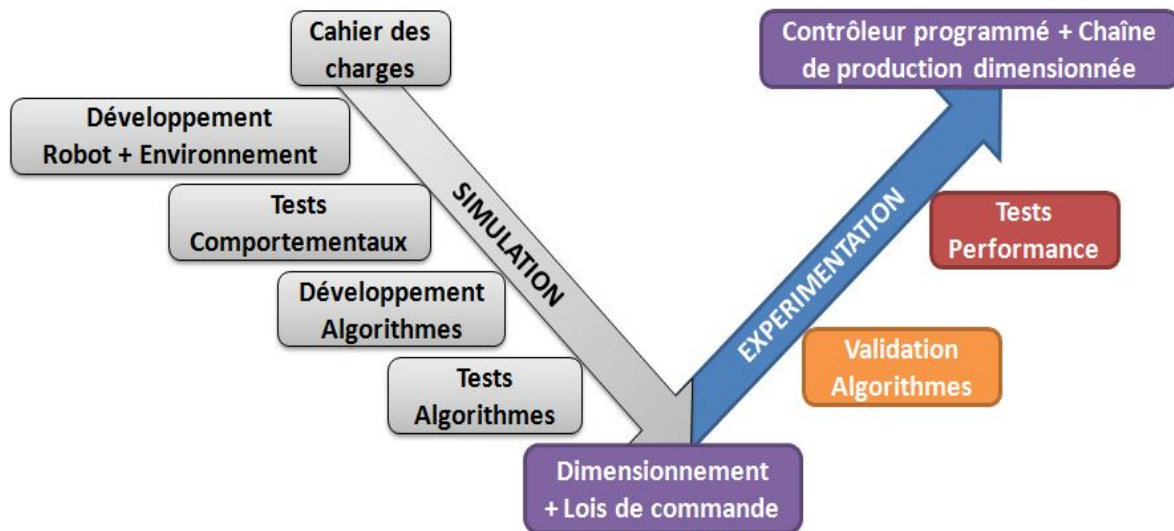 Cahier des
charges
Développement
Robot + Environnement
Tests
Comportementaux
Développement
Algorithmes
Tests
Algorithmes
SIMULATION
Dimensionnement
+ Lois de commande
EXPERIMENTATION
Validation
Algorithmes
Tests
Performance
Contrôleur programmé + Chaîne
de production dimensionnée